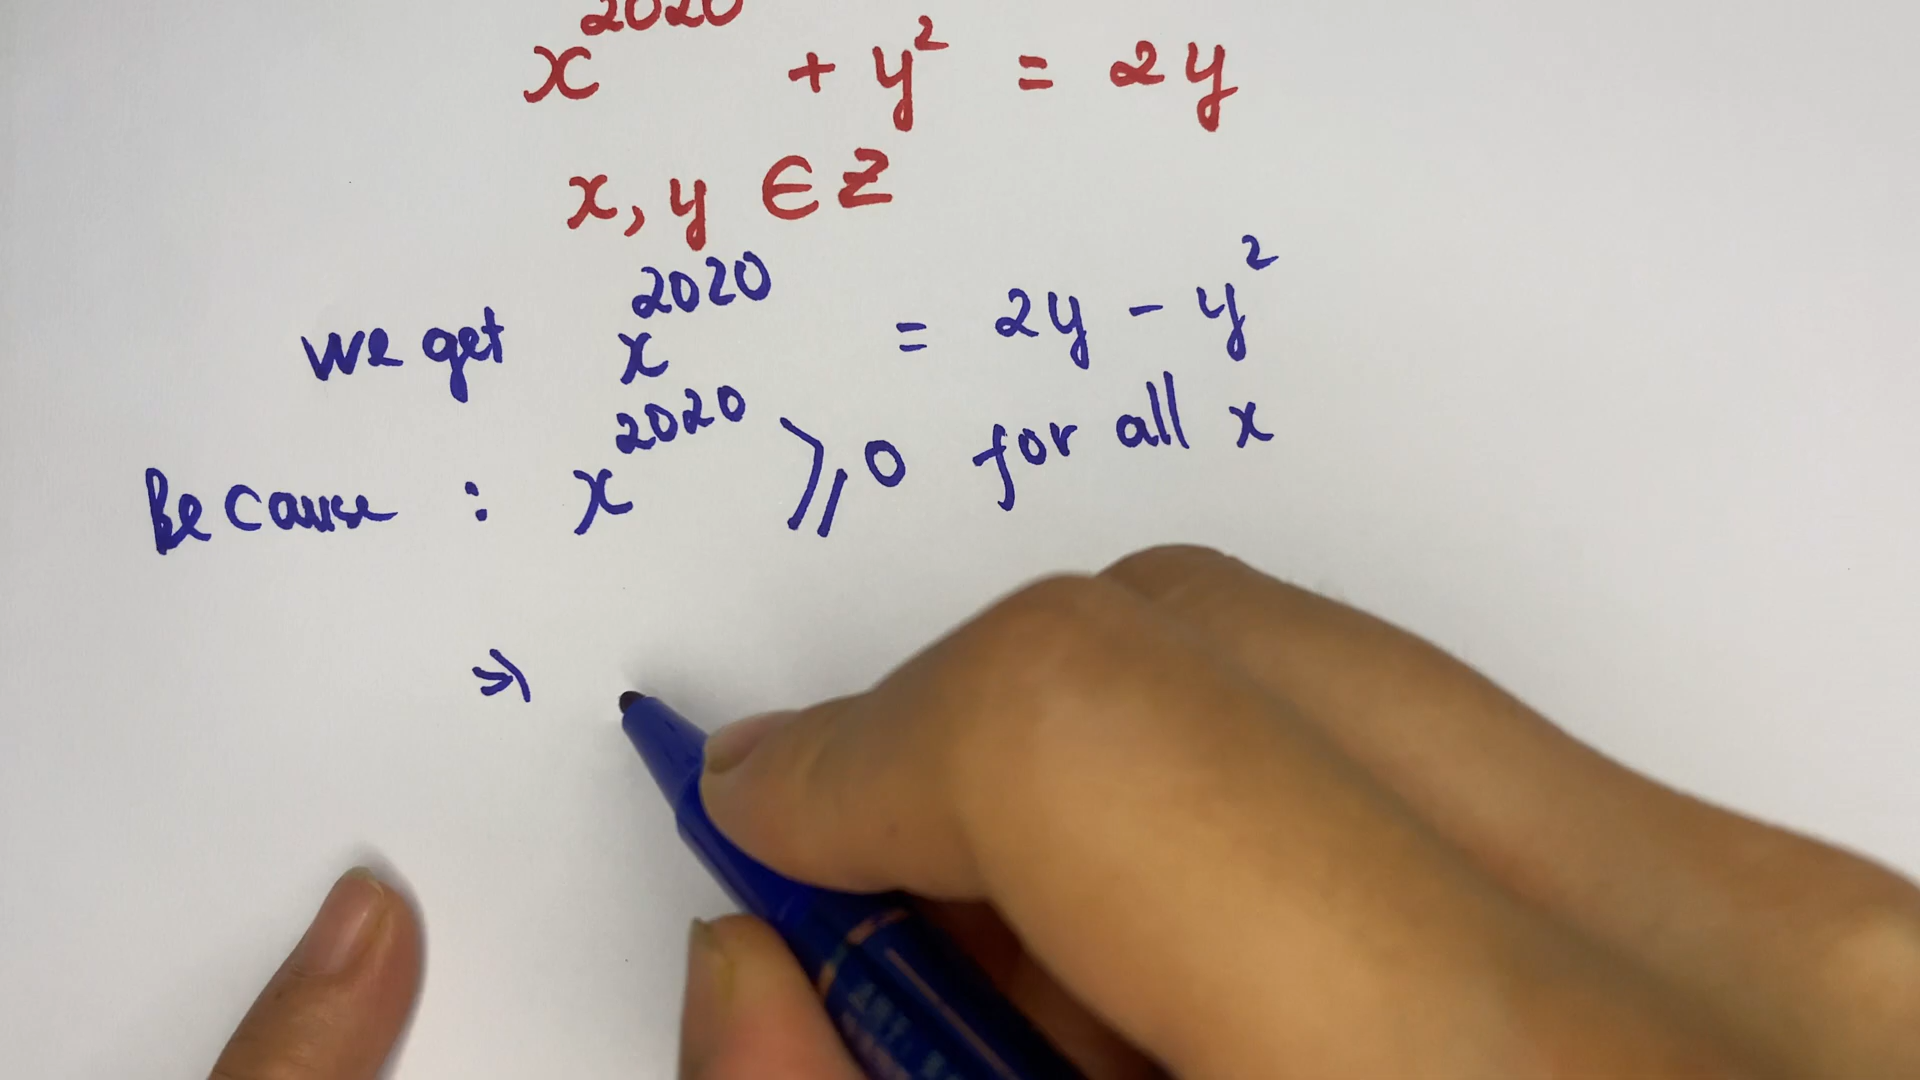 x^2020 + y^2 = 2y
x, y ∈ Z
we get x^2020 = 2y - y^2
Because : x^2020 ⩾ 0 for all x
⇒